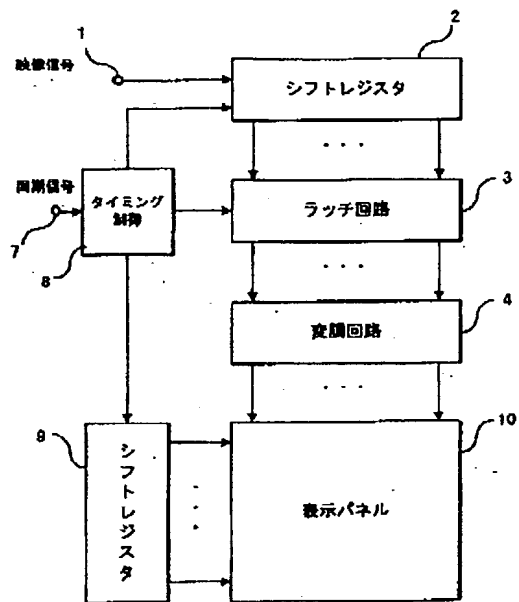 1
2
映像信号
シフトレジスタ
・・・
同期信号
タイミング
制御
3
ラッチ回路
7
8
・・・
4
変調回路
・・・
9
シフトレジスタ
10
表示パネル
・・・